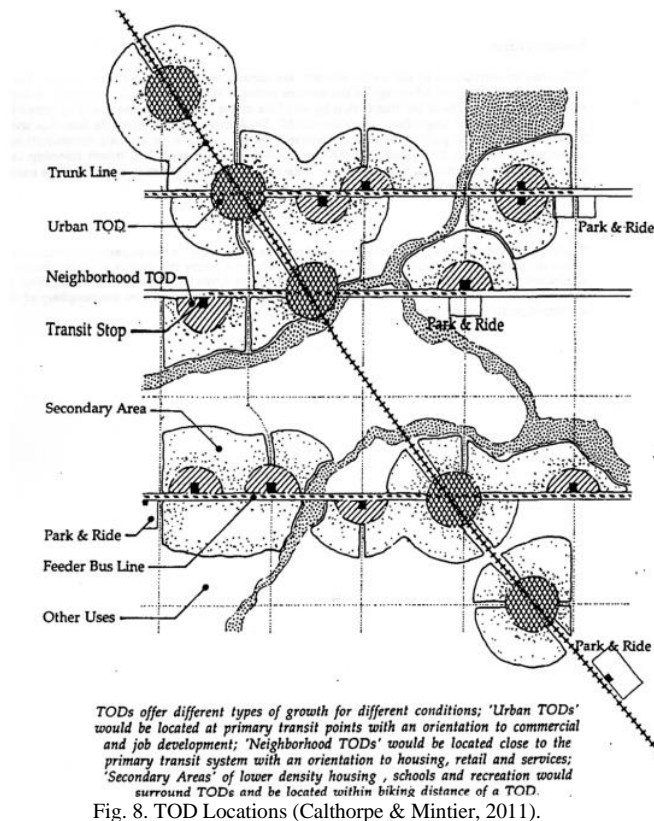 Trunk Line
Urban TOD
Park & Ride
Neighborhood TOD
Transit Stop
Park & Ride
Secondary Area
Park & Ride
Feeder Bus Line
Other Uses
Park & Ride
TODs offer different types of growth for different conditions; 'Urban TODs'
would be located at primary transit points with an orientation to commercial
and job development; 'Neighborhood TODs' would be located close to the
primary transit system with an orientation to housing, retail and services;
'Secondary Areas' of lower density housing , schools and recreation would
surround TODs and be located within biking distance of a TOD.
Fig. 8. TOD Locations (Calthorpe & Mintier, 2011).